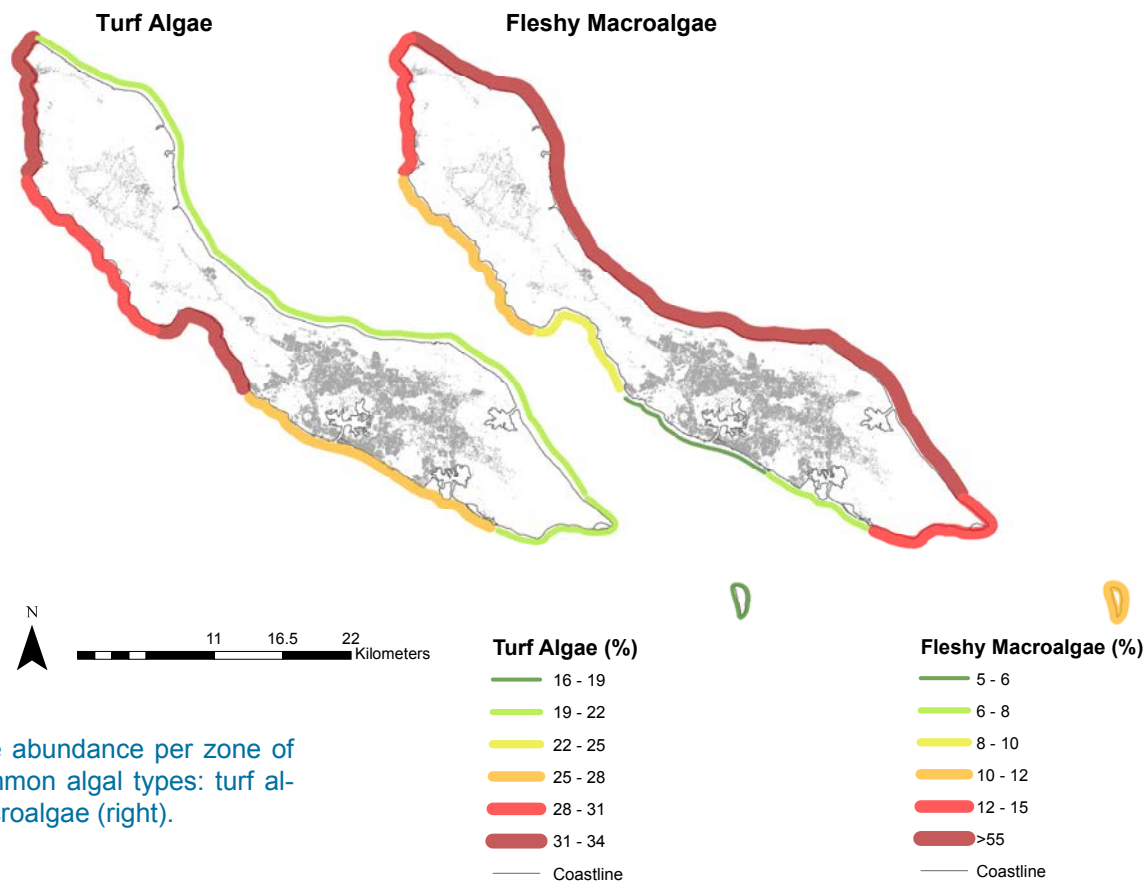 Turf Algae
Fleshy Macroalgae
N
11 16.5 22
Kilometers
Turf Algae (%)
16 - 19
19 - 22
22 - 25
25 - 28
28 - 31
31 - 34
Coastline
Fleshy Macroalgae (%)
5 - 6
6 - 8
8 - 10
10 - 12
12 - 15
>55
Coastline
abundance per zone of
algal types: turf al-
(right).